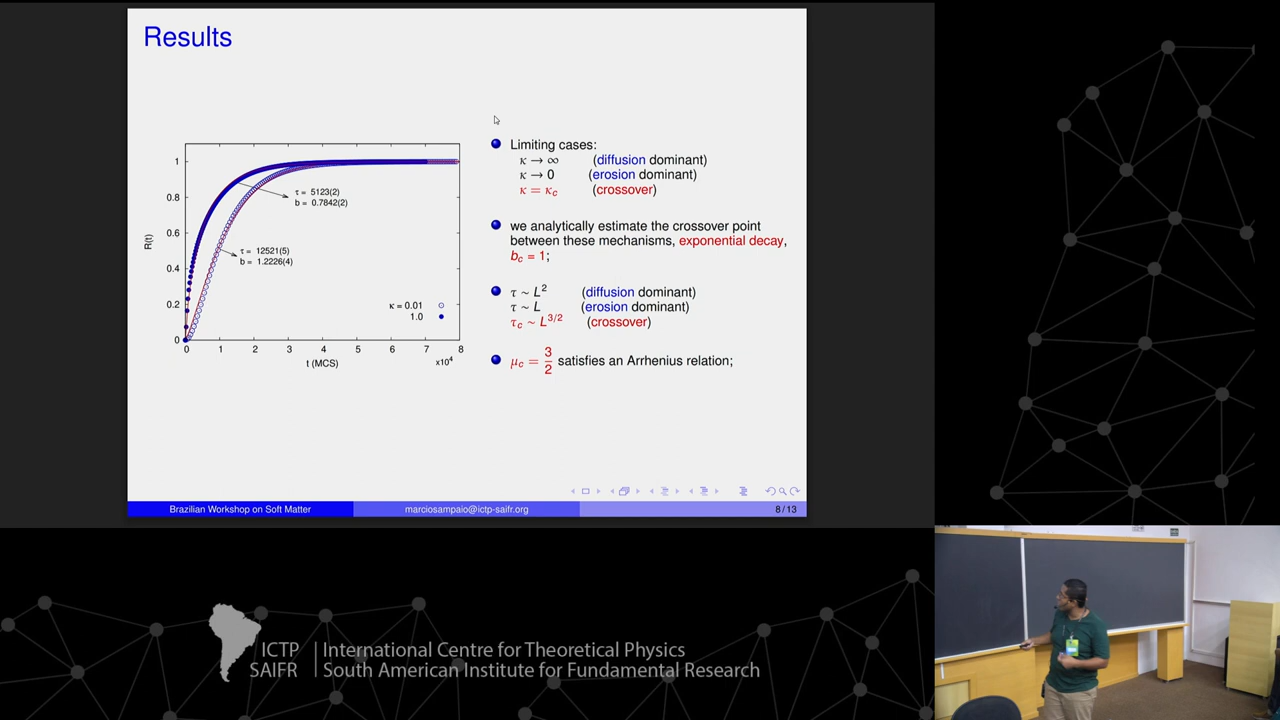 Results
1
0.8
0.6
0.4
0.2
0
R(t)
τ = 5123(2)
b = 0.7842(2)
τ = 12521(5)
b = 1.2226(4)
κ = 0.01
1.0
0 1 2 3 4 5 6 7 8
t (MCS)
x10⁴
Limiting cases:
κ → ∞ (diffusion dominant)
κ → 0 (erosion dominant)
κ = κc (crossover)
we analytically estimate the crossover point
between these mechanisms, exponential decay,
bc = 1;
τ ∼ L² (diffusion dominant)
τ ∼ L (erosion dominant)
τc ∼ L^3/2 (crossover)
μc = 3/2 satisfies an Arrhenius relation;
Brazilian Workshop on Soft Matter marciosampaio@ictp-saifr.org 8 / 13
ICTP International Centre for Theoretical Physics
SAIFR South American Institute for Fundamental Research